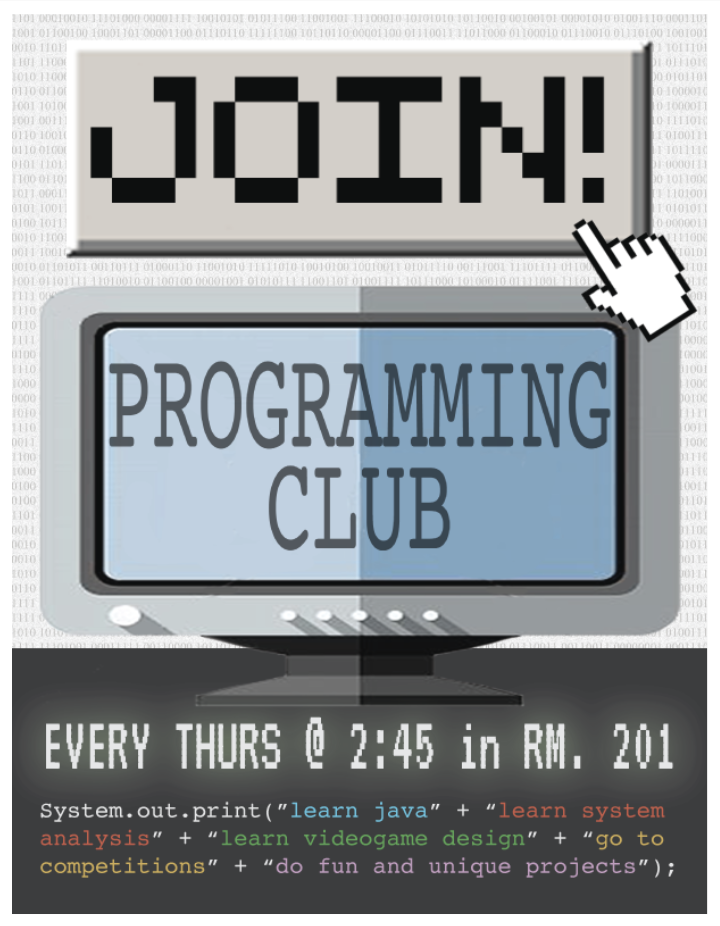 JOIN!
PROGRAMMING
CLUB
EVERY THURS @ 2:45 in RM. 201
System.out.print(”learn java” + “learn system
analysis” + “learn videogame design” + “go to
competitions” + “do fun and unique projects”);